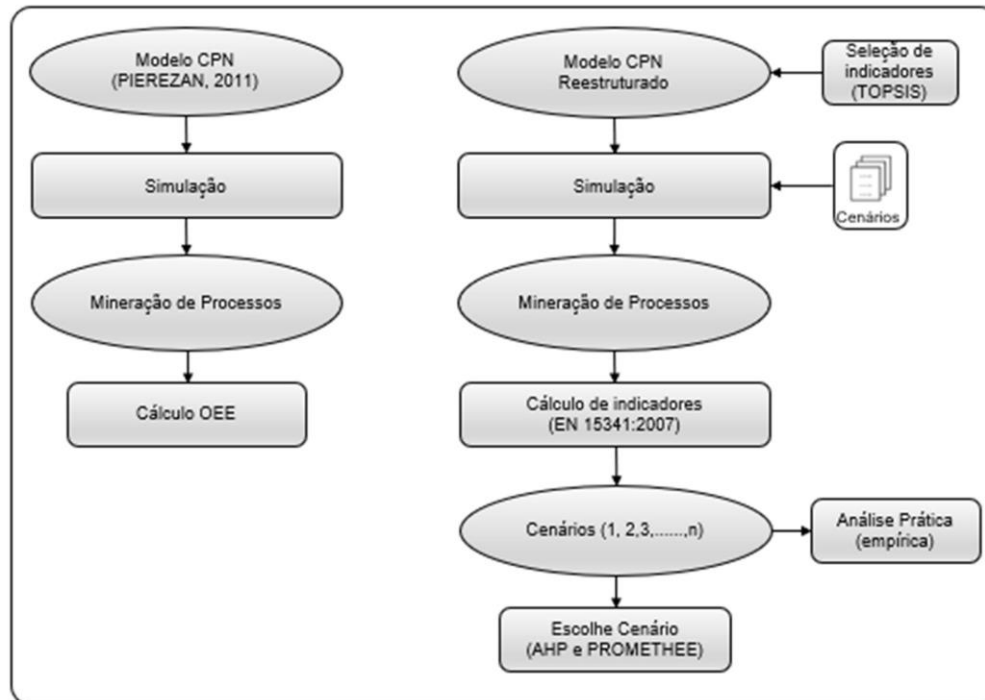 Modelo CPN
(PIEREZAN, 2011)
Simulação
Mineração de Processos
Cálculo OEE
Modelo CPN
Reestruturado
Seleção de
indicadores
(TOPSIS)
Simulação
Cenários
Mineração de Processos
Cálculo de indicadores
(EN 15341:2007)
Cenários (1, 2,3,......,n)
Análise Prática
(empírica)
Escolhe Cenário
(AHP e PROMETHEE)